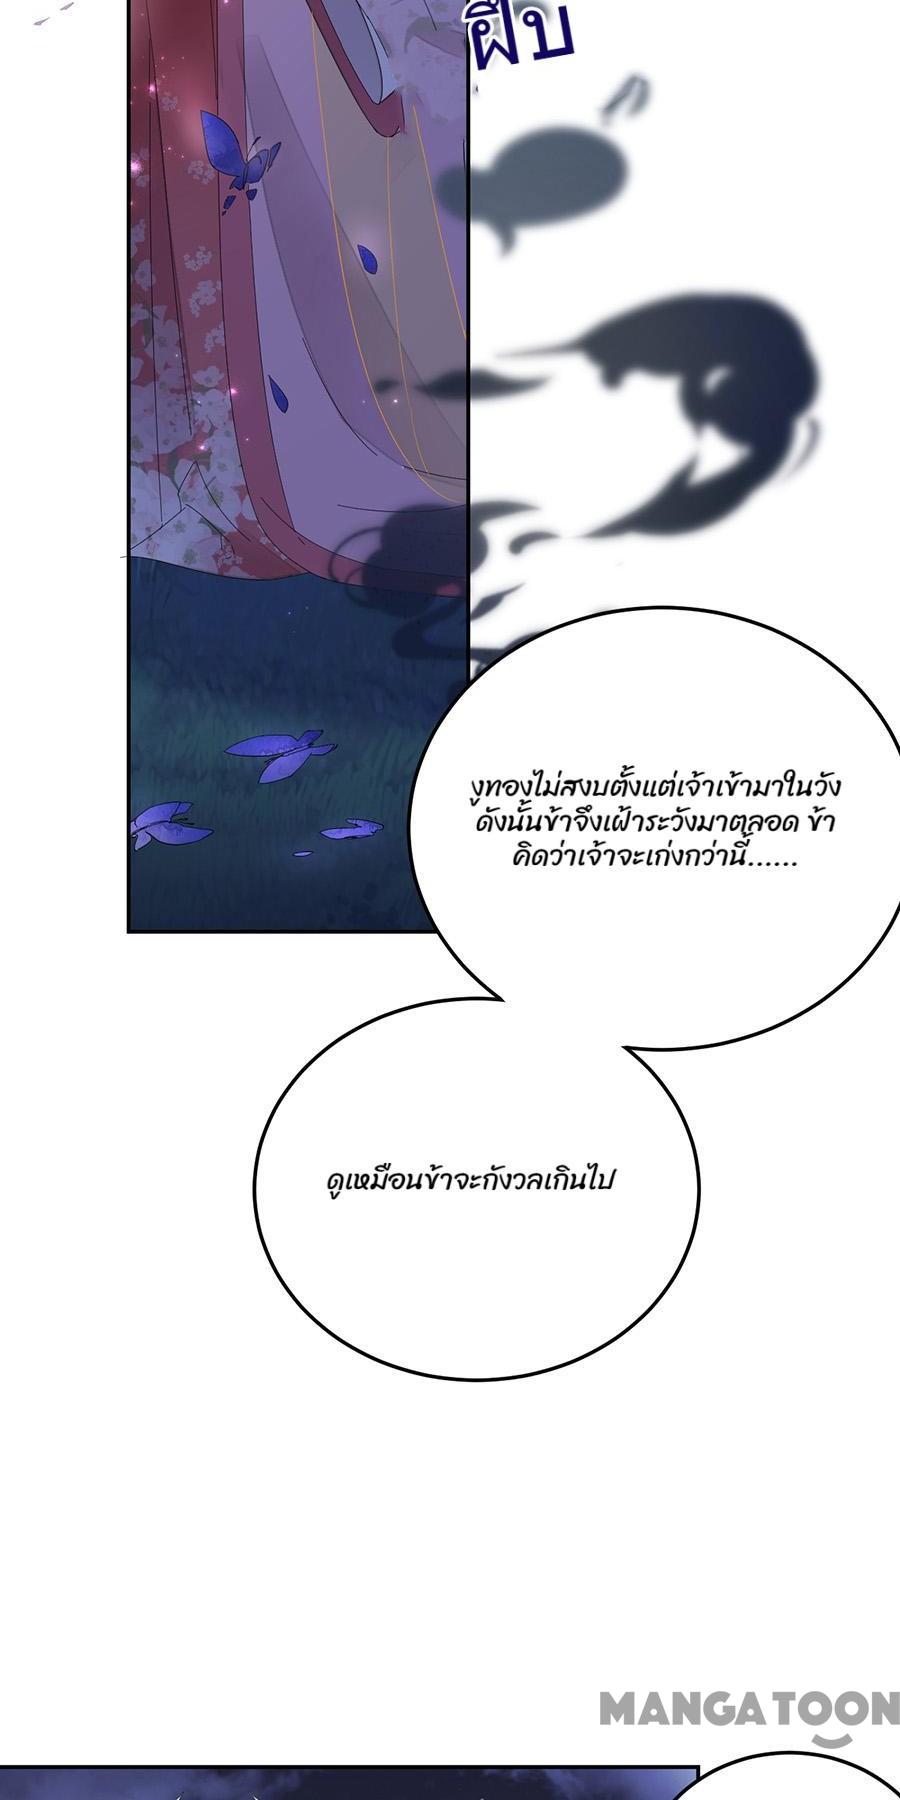 ฝึบ
งูทองไม่สงบตั้งแต่เจ้าเข้ามาในวัง
ดังนั้นข้าจึงเฝ้าระวังมาตลอด ข้า
คิดว่าเจ้าจะเก่งกว่านี้......
ดูเหมือนข้าจะกังวลเกินไป
MANGATOON